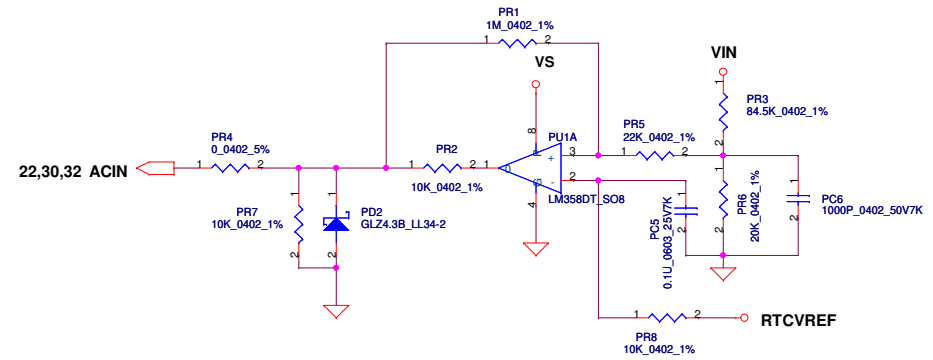 PR1
1M_0402_1%
1
2
VS
VIN
1
PR3
84.5K_0402_1%
2
8
PU1A
P
PR4
0_0402_5%
PR2
PR5
22K_0402_1%
22,30,32 ACIN
1
2
2
1
0
+
3
1
2
10K_0402_1%
-
2
G
4
LM358DT_SO8
1
PR7
10K_0402_1%
2
1
PD2
GLZ4.3B_LL34-2
2
1
2
PC5
0.1U_0603_25V7K
1
2
PR6
20K_0402_1%
1
2
PC6
1000P_0402_50V7K
1
2
RTCVREF
PR8
10K_0402_1%